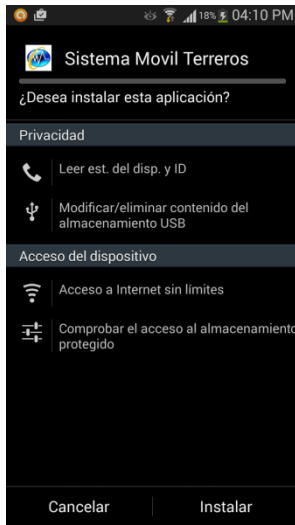 18% 04:10 PM
Sistema Movil Terreros
¿Desea instalar esta aplicación?
Privacidad
Leer est. del disp. y ID
Modificar/eliminar contenido del
almacenamiento USB
Acceso del dispositivo
Acceso a Internet sin límites
Comprobar el acceso al almacenamiento
protegido
Cancelar Instalar